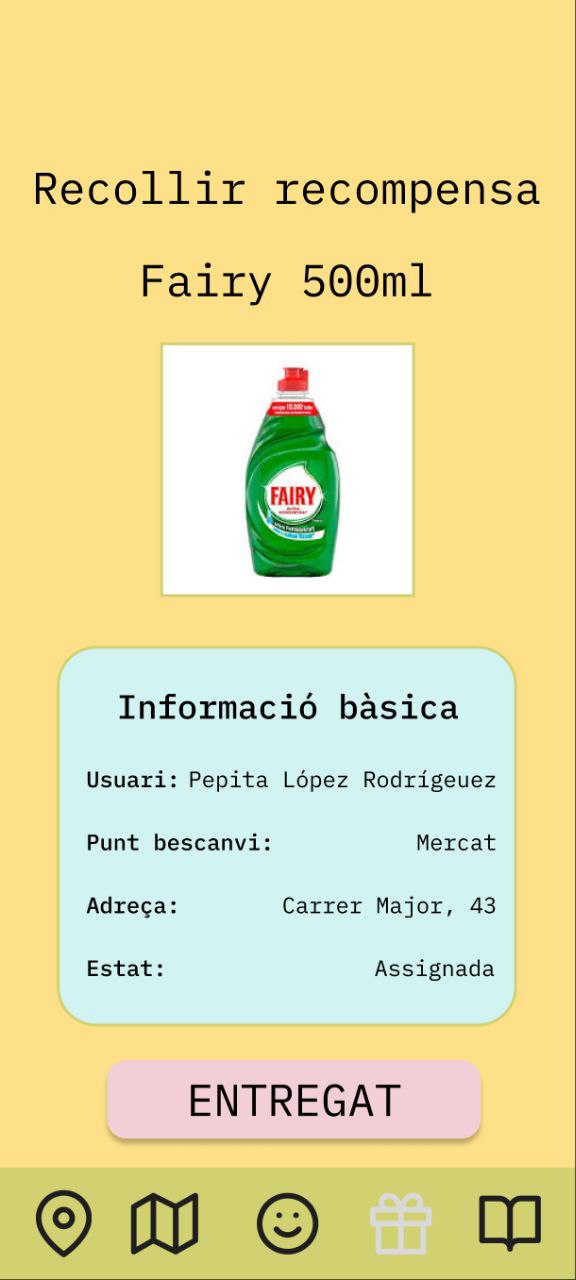 Recollir recompensa
Fairy 500ml
FAIRY
Informació bàsica
Usuari: Pepita López Rodrígeuez
Punt bescanvi: Mercat
Adreça: Carrer Major, 43
Estat: Assignada
ENTREGAT